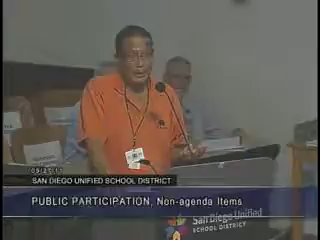 SAN DIEGO UNIFIED SCHOOL DISTRICT
PUBLIC PARTICIPATION, Non-agenda Items
San Diego Unified
SCHOOL DISTRICT